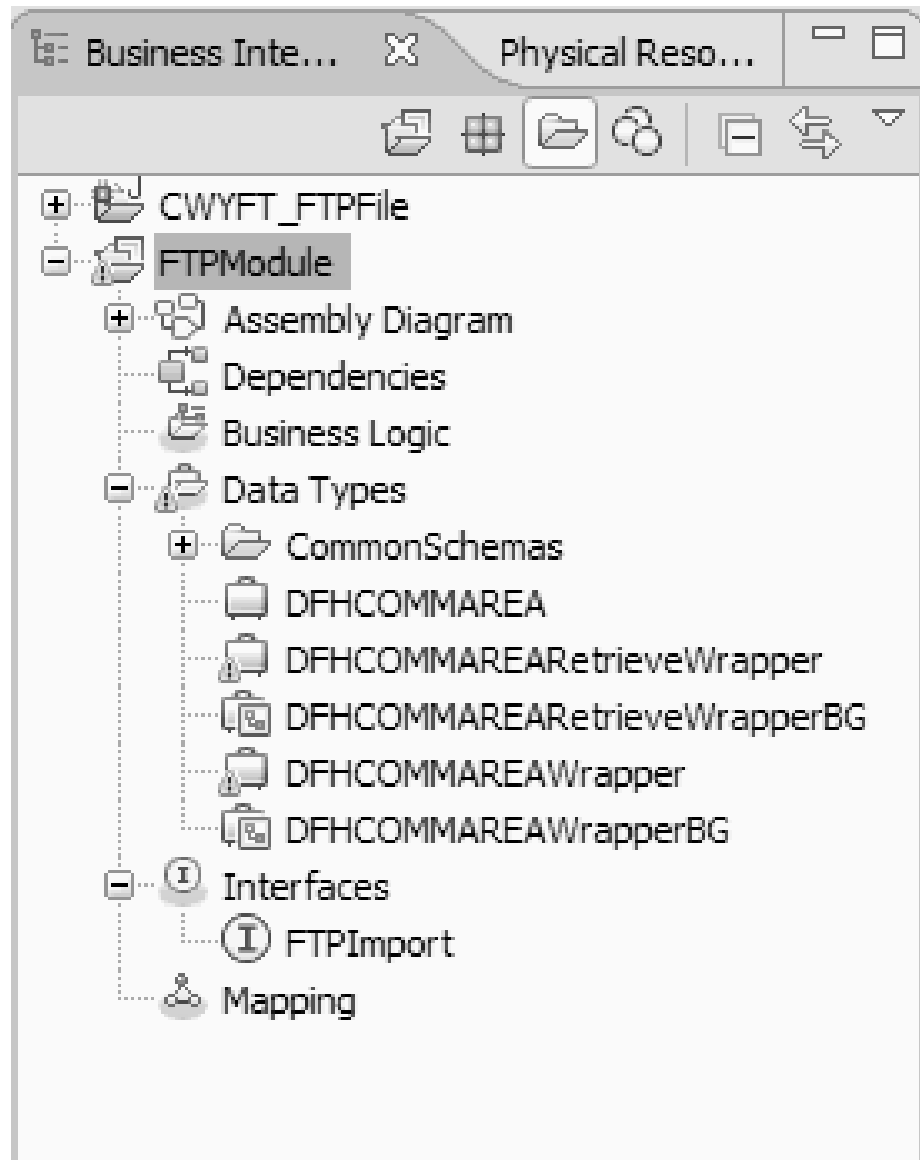 Business Inte... Physical Reso...
CWYFT_FTPFile
FTPModule
Assembly Diagram
Dependencies
Business Logic
Data Types
CommonSchemas
DFHCOMMAREA
DFHCOMMAREARetrieveWrapper
DFHCOMMAREARetrieveWrapperBG
DFHCOMMAREAWrapper
DFHCOMMAREAWrapperBG
Interfaces
FTPImport
Mapping